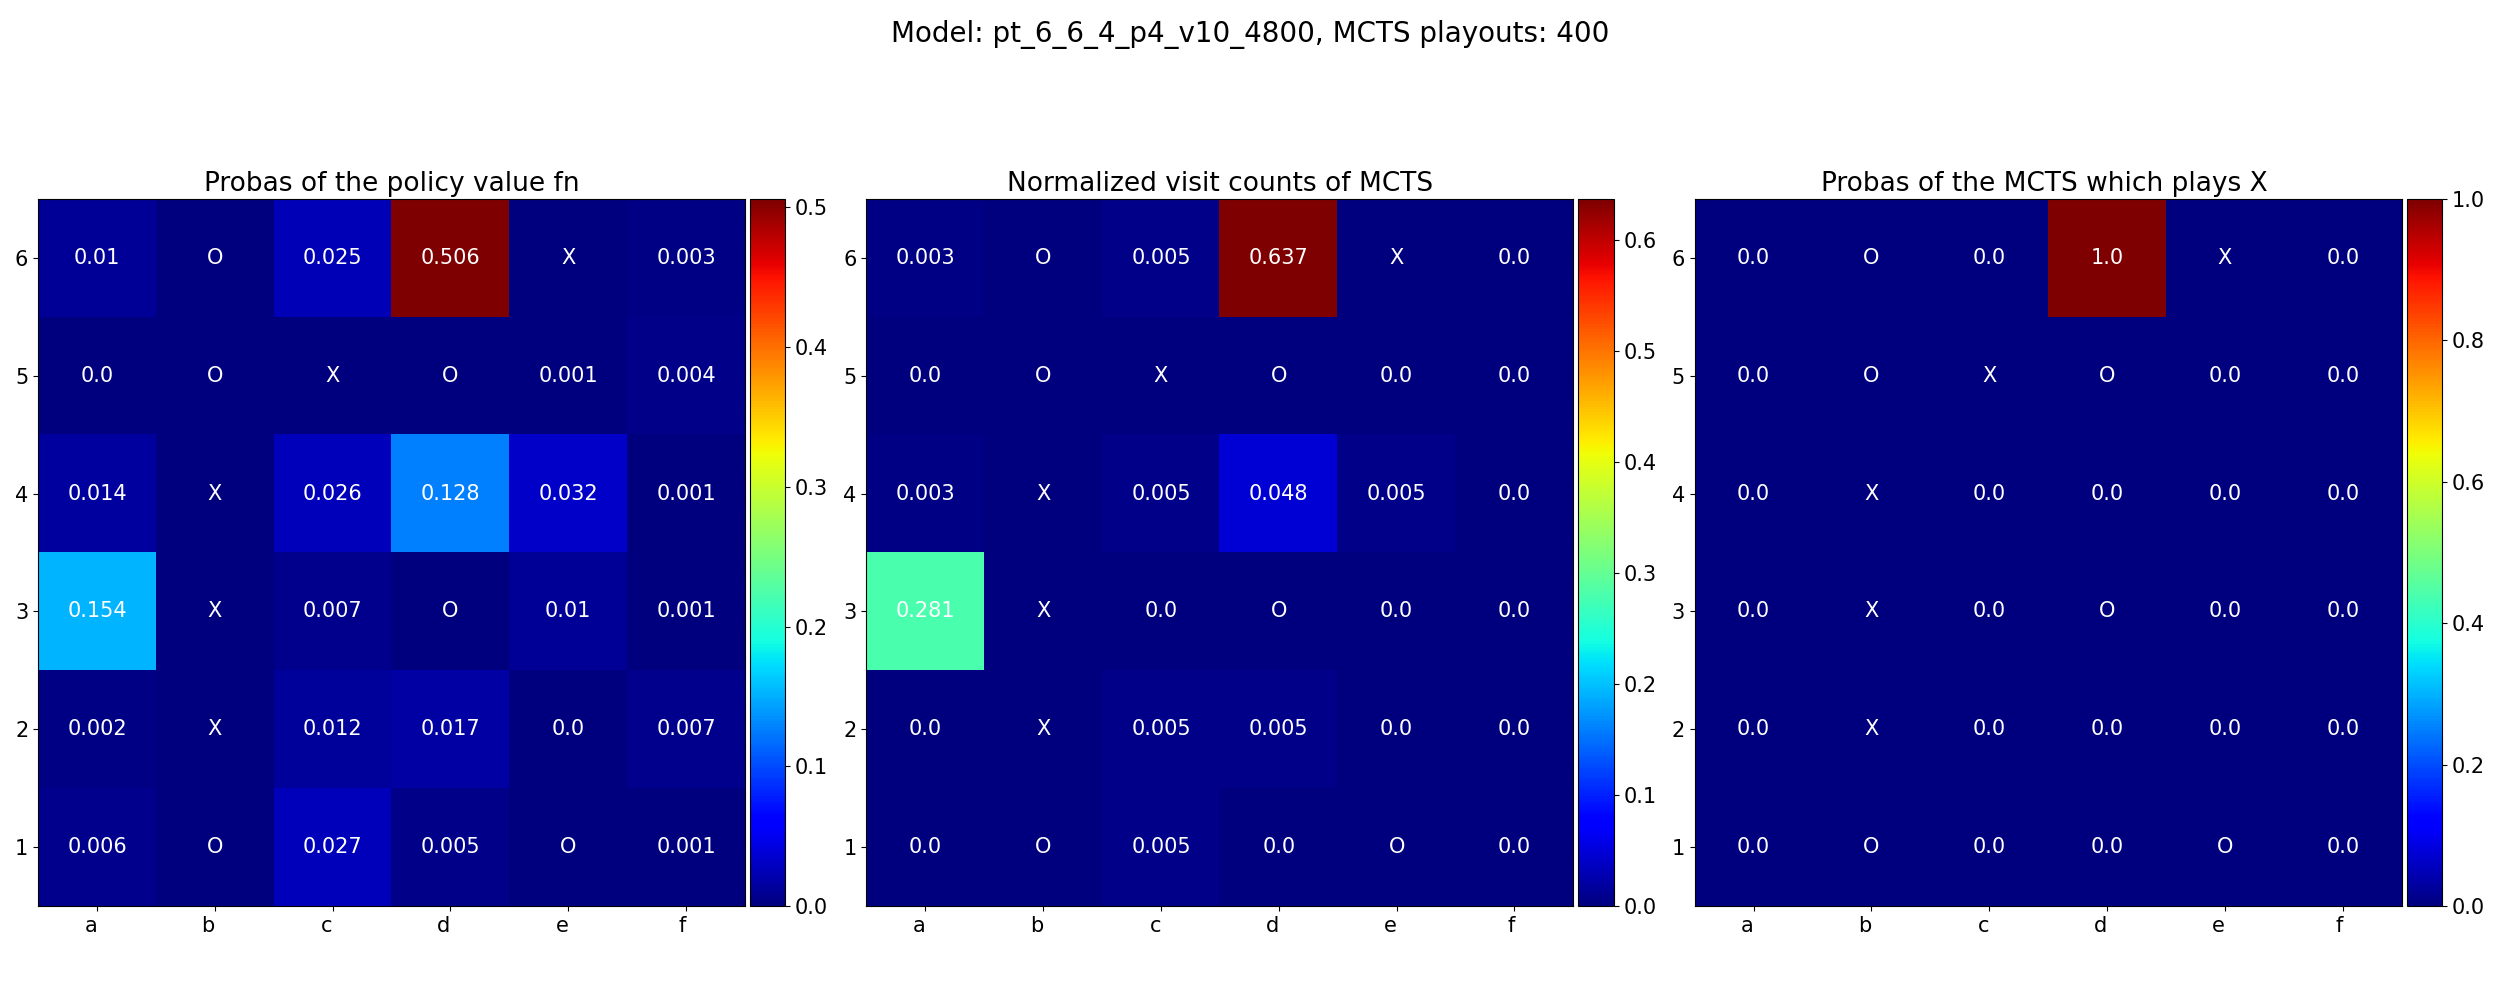 Model: pt_6_6_4_p4_v10_4800, MCTS playouts: 400
Probas of the policy value fn
6 0.01 O 0.025 0.506 X 0.003
5 0.0 O X O 0.001 0.004
4 0.014 X 0.026 0.128 0.032 0.001
3 0.154 X 0.007 O 0.01 0.001
2 0.002 X 0.012 0.017 0.0 0.007
1 0.006 O 0.027 0.005 O 0.001
a b c d e f
0.5
0.4
0.3
0.2
0.1
0.0
Normalized visit counts of MCTS
6 0.003 O 0.005 0.637 X 0.0
5 0.0 O X O 0.0 0.0
4 0.003 X 0.005 0.048 0.005 0.0
3 0.281 X 0.0 O 0.0 0.0
2 0.0 X 0.005 0.005 0.0 0.0
1 0.0 O 0.005 0.0 O 0.0
a b c d e f
0.6
0.5
0.4
0.3
0.2
0.1
0.0
Probas of the MCTS which plays X
6 0.0 O 0.0 1.0 X 0.0
5 0.0 O X O 0.0 0.0
4 0.0 X 0.0 0.0 0.0 0.0
3 0.0 X 0.0 O 0.0 0.0
2 0.0 X 0.0 0.0 0.0 0.0
1 0.0 O 0.0 0.0 O 0.0
a b c d e f
1.0
0.8
0.6
0.4
0.2
0.0